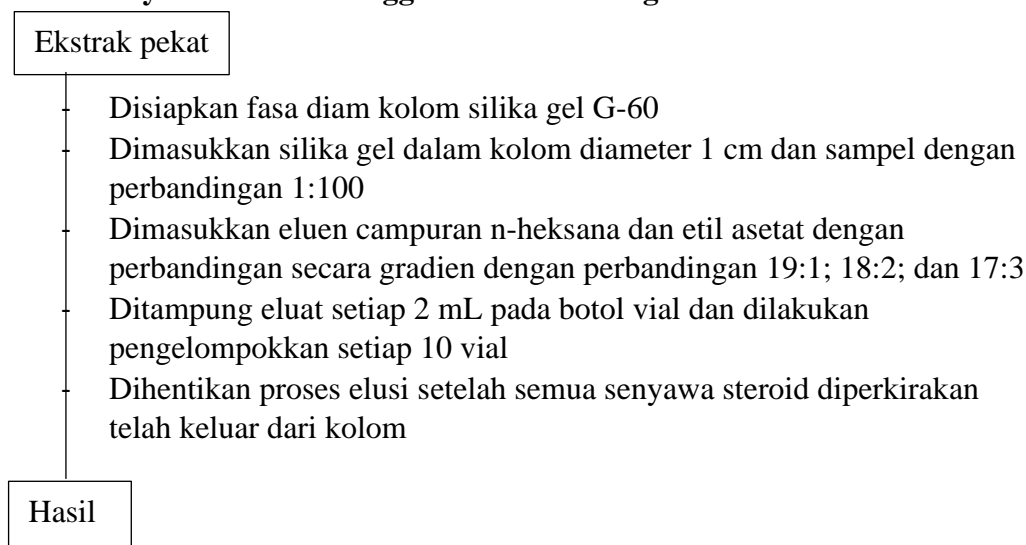 Ekstrak pekat
- Disiapkan fasa diam kolom silika gel G-60
- Dimasukkan silika gel dalam kolom diameter 1 cm dan sampel dengan
perbandingan 1:100
- Dimasukkan eluen campuran n-heksana dan etil asetat dengan
perbandingan secara gradien dengan perbandingan 19:1; 18:2; dan 17:3
- Ditampung eluat setiap 2 mL pada botol vial dan dilakukan
pengelompokkan setiap 10 vial
- Dihentikan proses elusi setelah semua senyawa steroid diperkirakan
telah keluar dari kolom
Hasil